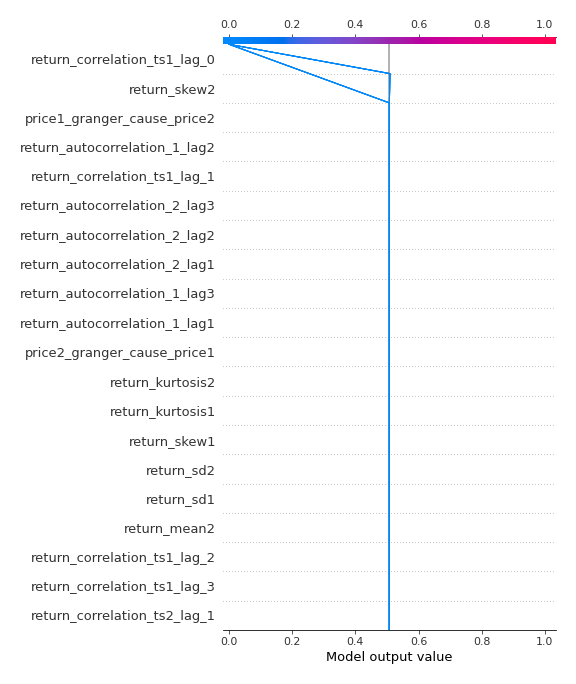 0.0 0.2 0.4 0.6 0.8 1.0
return_correlation_ts1_lag_0
return_skew2
price1_granger_cause_price2
return_autocorrelation_1_lag2
return_correlation_ts1_lag_1
return_autocorrelation_2_lag3
return_autocorrelation_2_lag2
return_autocorrelation_2_lag1
return_autocorrelation_1_lag3
return_autocorrelation_1_lag1
price2_granger_cause_price1
return_kurtosis2
return_kurtosis1
return_skew1
return_sd2
return_sd1
return_mean2
return_correlation_ts1_lag_2
return_correlation_ts1_lag_3
return_correlation_ts2_lag_1
0.0 0.2 0.4 0.6 0.8 1.0
Model output value